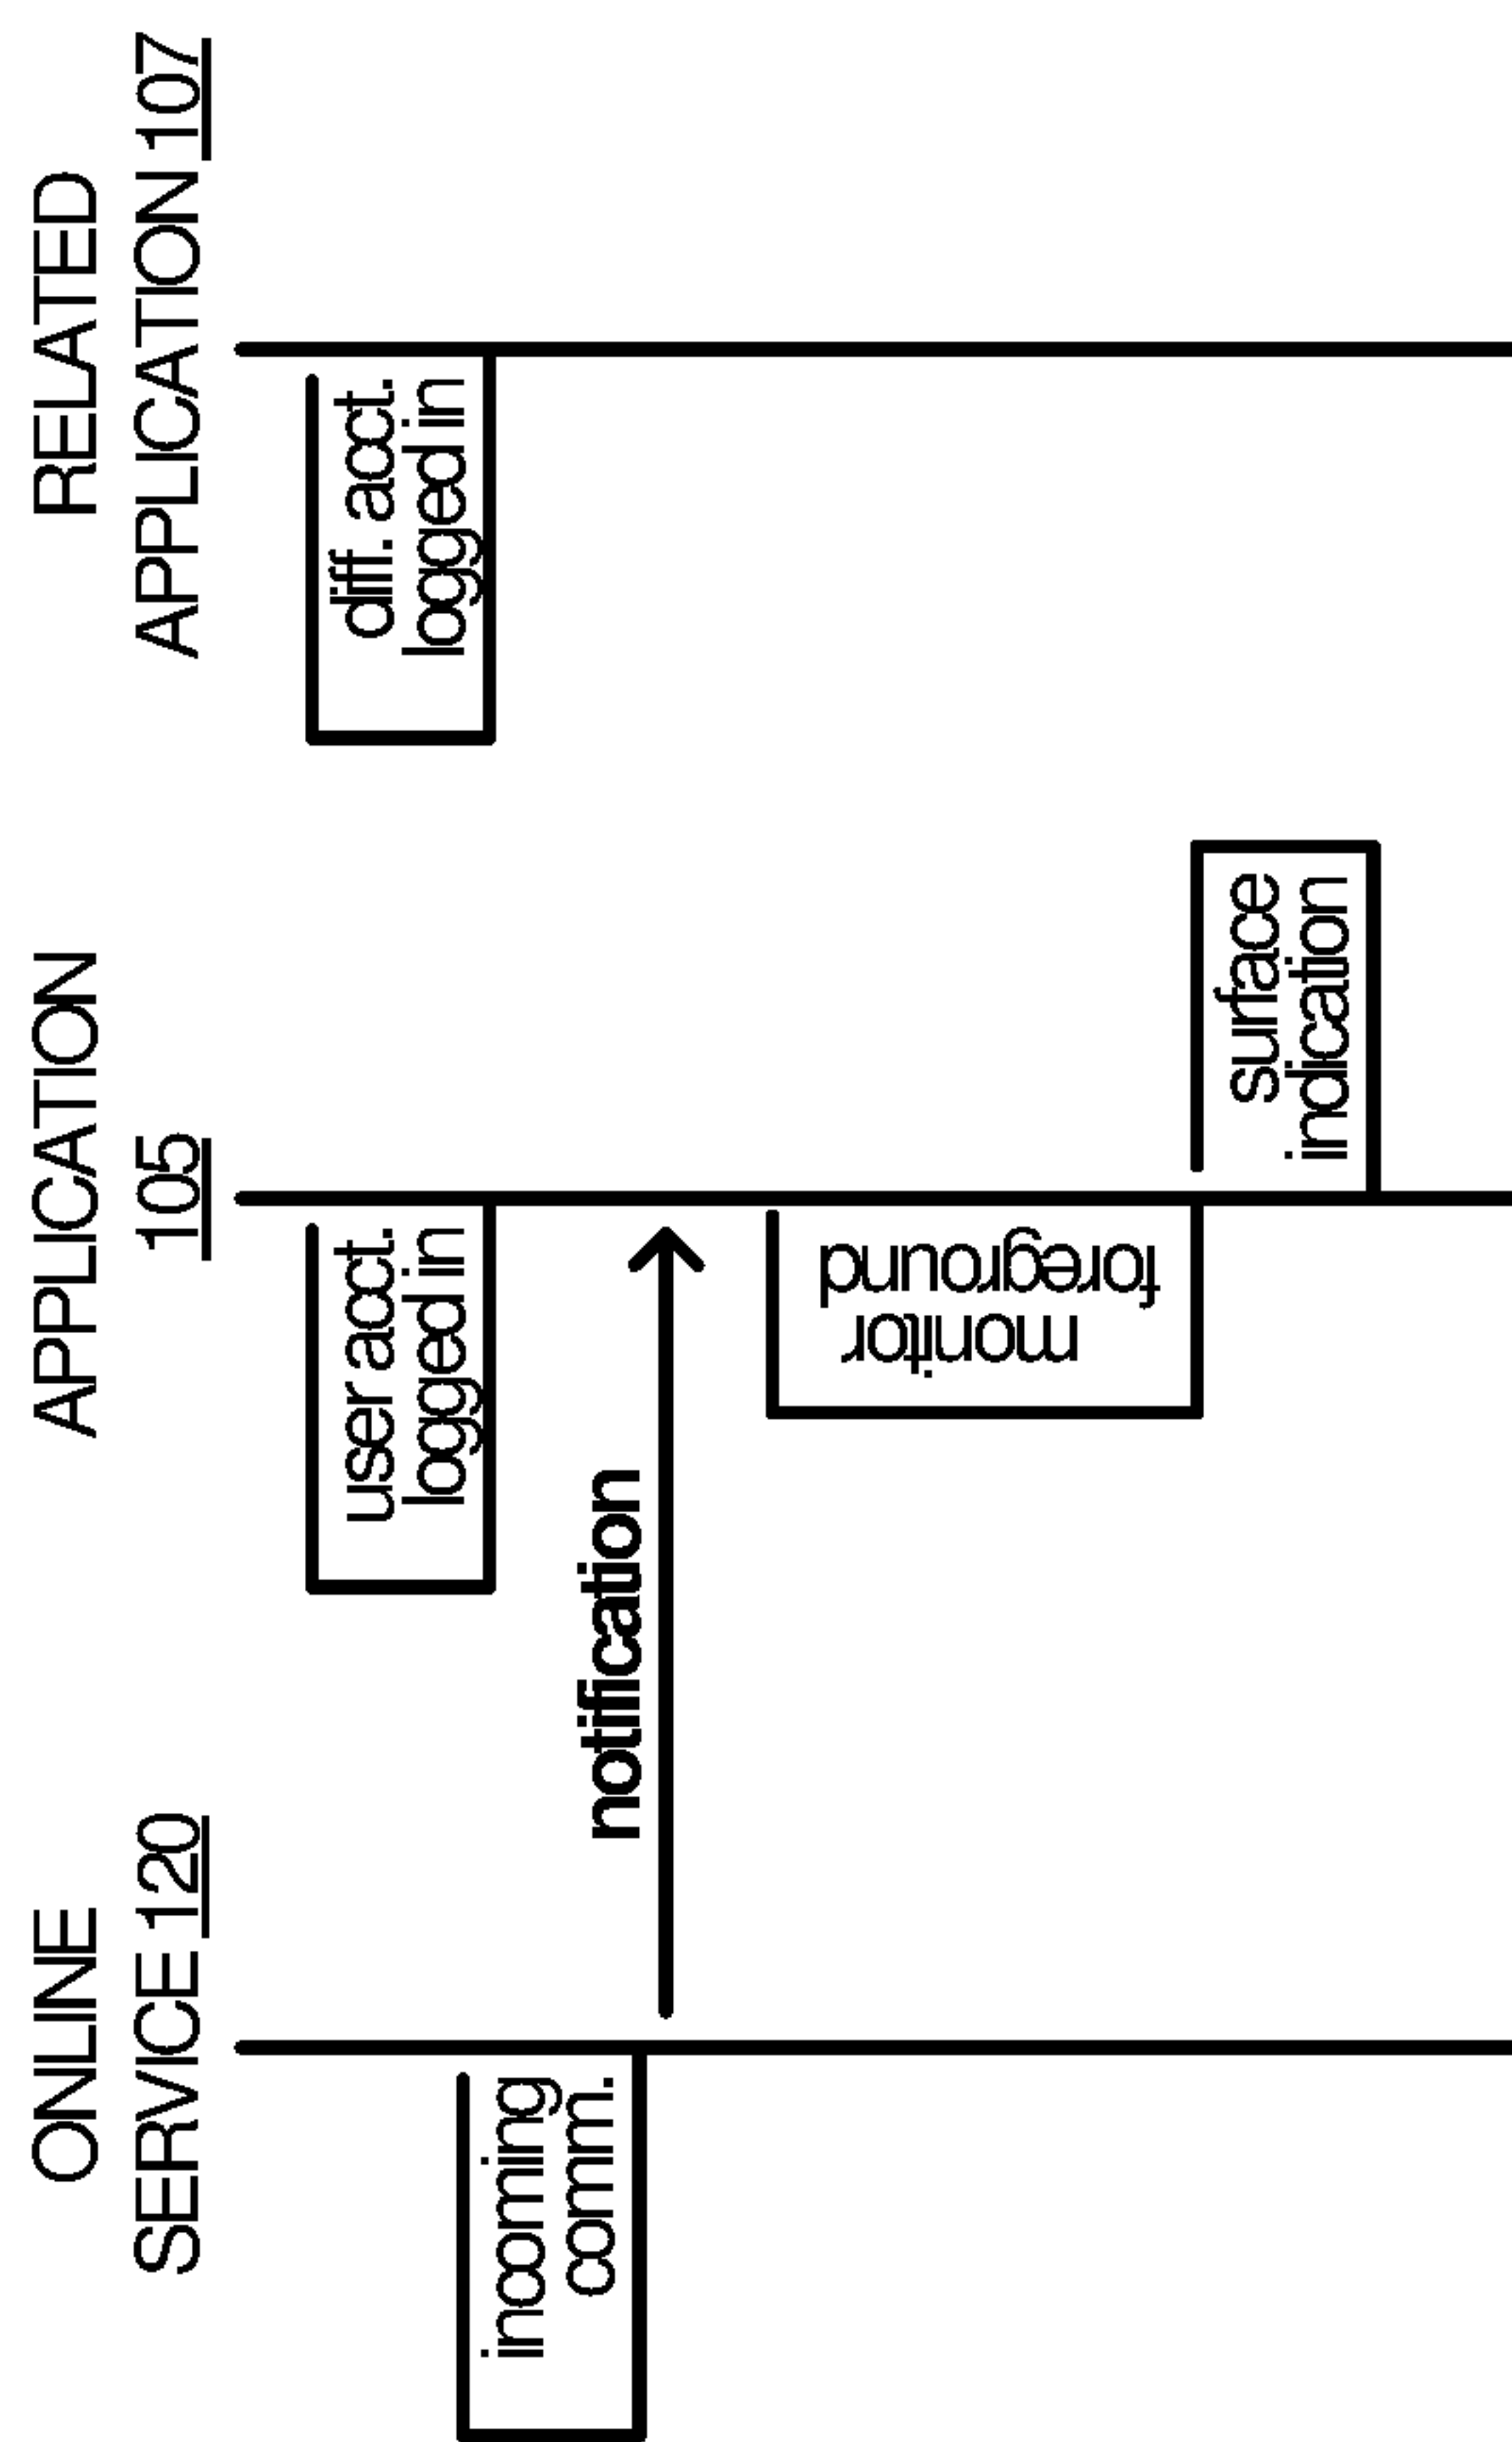 ONLINE
SERVICE 120
APPLICATION
105
RELATED
APPLICATION 107
user acct.
logged in
diff. acct.
logged in
incoming
comm.
notification
monitor
foreground
surface
indication